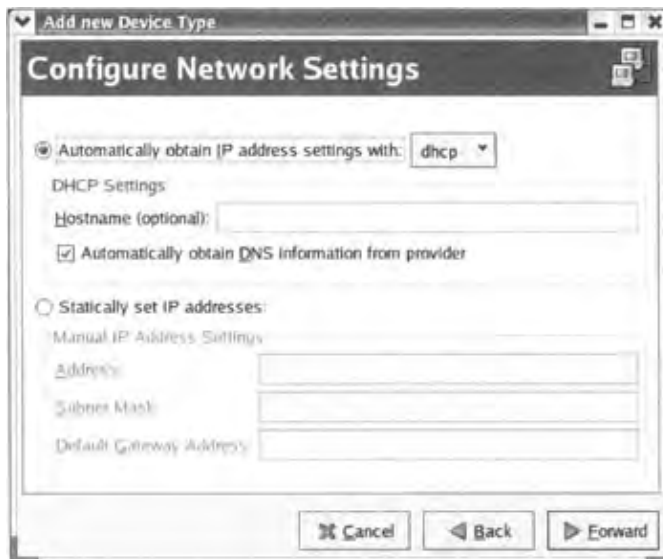 Add new Device Type
Configure Network Settings
Automatically obtain IP address settings with: dhcp
DHCP Settings
Hostname (optional):
Automatically obtain DNS information from provider
Statically set IP addresses:
Manual IP Address Settings
Address:
Subnet Mask:
Default Gateway Address:
Cancel Back Forward